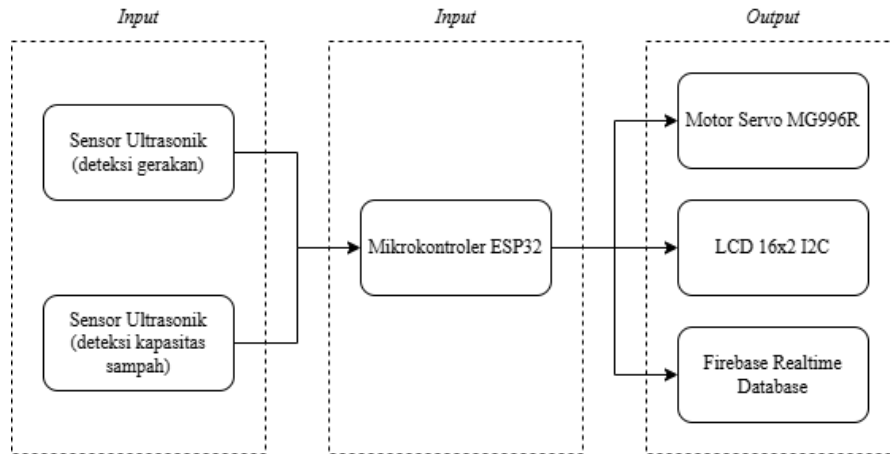 Input
Input
Output
Sensor Ultrasonik
(deteksi gerakan)
Sensor Ultrasonik
(deteksi kapasitas
sampah)
Mikrokontroler ESP32
Motor Servo MG996R
LCD 16x2 I2C
Firebase Realtime
Database